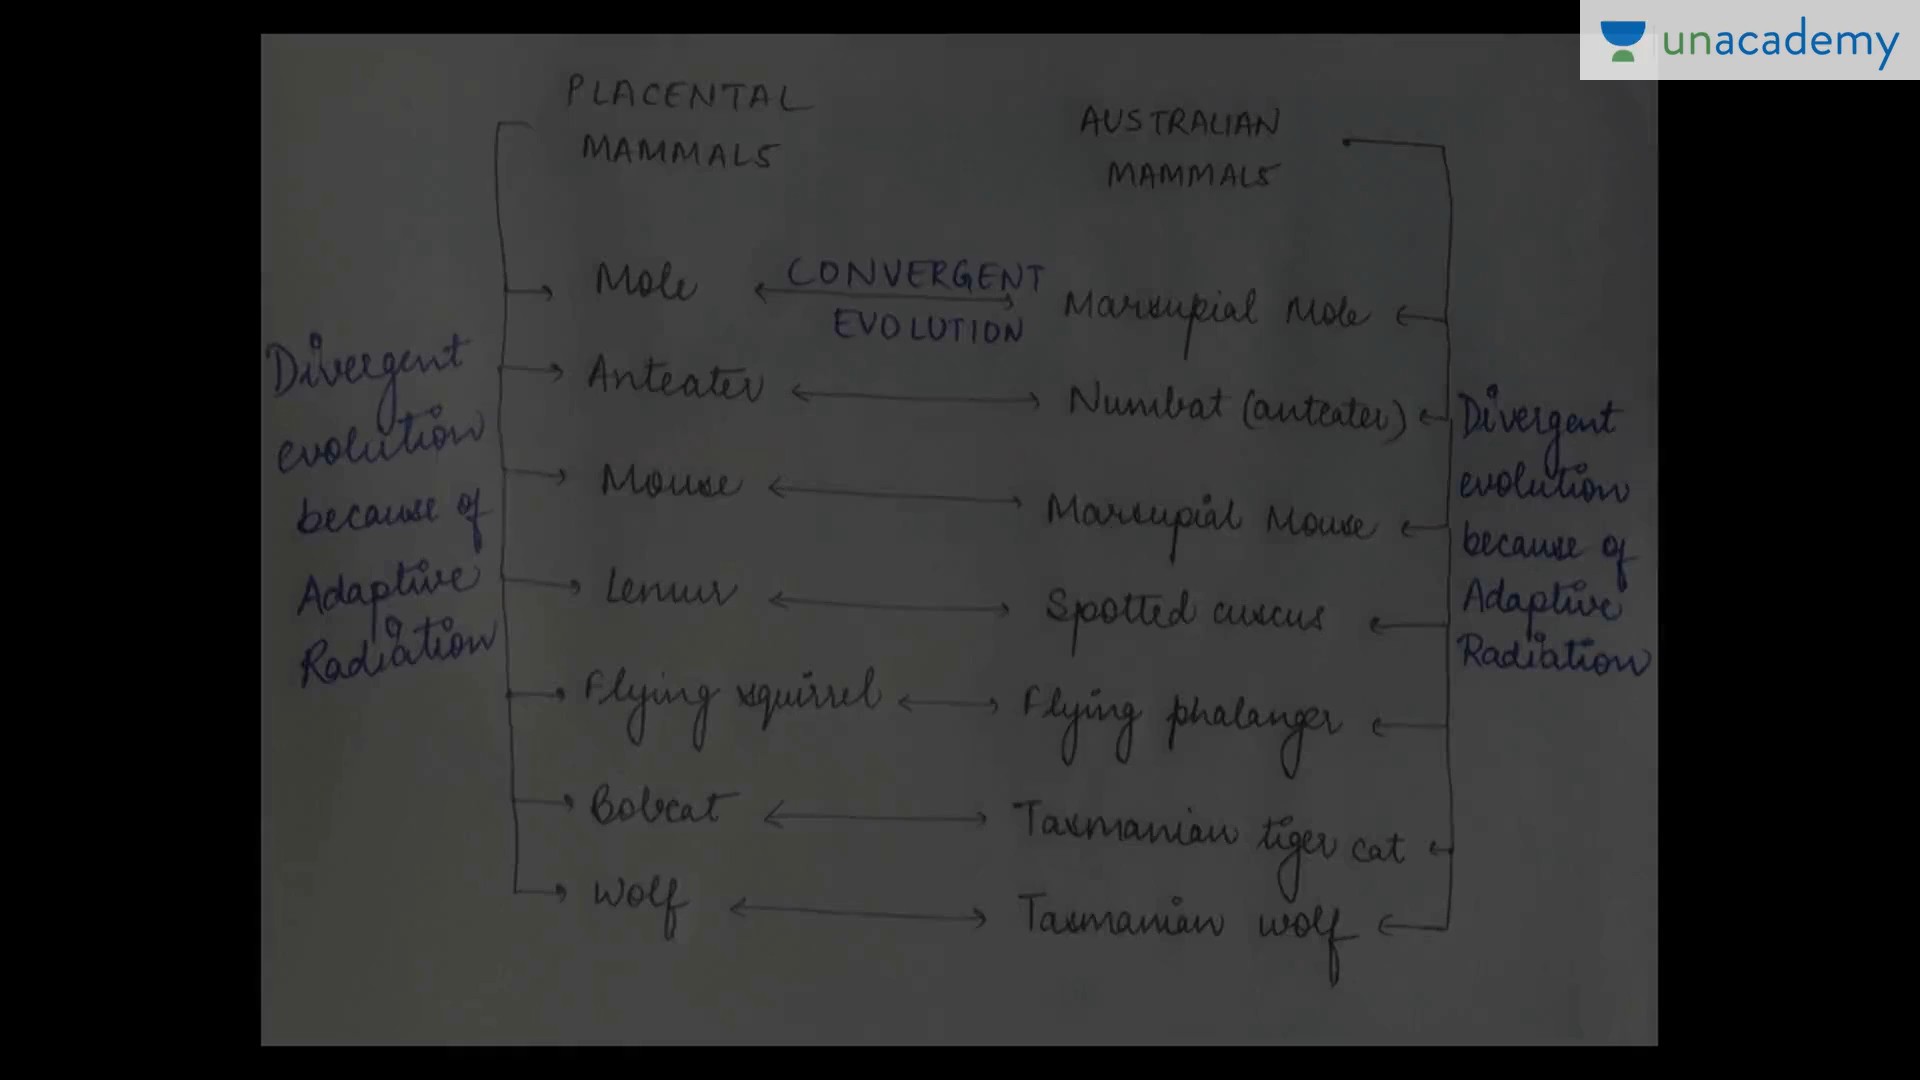 unacademy
PLACENTAL
MAMMALS
AUSTRALIAN
MAMMALS
Mole
CONVERGENT
EVOLUTION
Marsupial Mole
Anteater
Numbat (anteater)
Mouse
Marsupial Mouse
Lemur
Spotted cuscus
Flying squirrel
Flying phalanger
Bobcat
Tasmanian tiger cat
Wolf
Tasmanian wolf
Divergent
evolution
because of
Adaptive
Radiation
Divergent
evolution
because of
Adaptive
Radiation